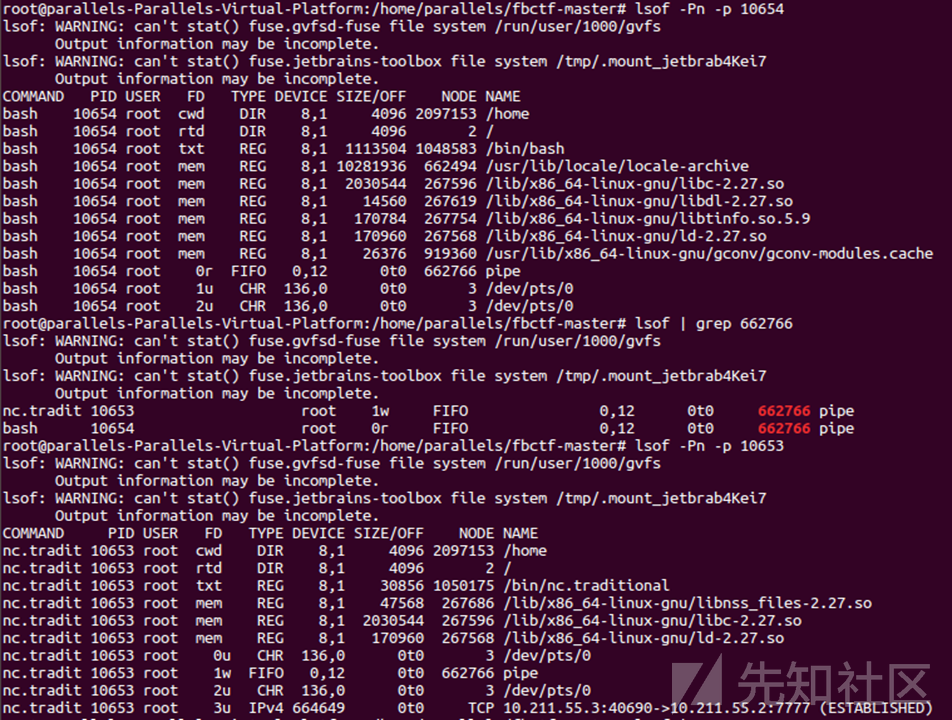 root@parallels-Parallels-Virtual-Platform:/home/parallels/fbctf-master# lsof -Pn -p 10654
lsof: WARNING: can't stat() fuse.gvfsd-fuse file system /run/user/1000/gvfs
      Output information may be incomplete.
lsof: WARNING: can't stat() fuse.jetbrains-toolbox file system /tmp/.mount_jetbrab4Kei7
      Output information may be incomplete.
COMMAND   PID USER   FD   TYPE DEVICE SIZE/OFF    NODE NAME
bash    10654 root  cwd    DIR    8,1     4096 2097153 /home
bash    10654 root  rtd    DIR    8,1     4096       2 /
bash    10654 root  txt    REG    8,1  1113504 1048583 /bin/bash
bash    10654 root  mem    REG    8,1 10281936  662494 /usr/lib/locale/locale-archive
bash    10654 root  mem    REG    8,1  2030544  267596 /lib/x86_64-linux-gnu/libc-2.27.so
bash    10654 root  mem    REG    8,1    14560  267619 /lib/x86_64-linux-gnu/libdl-2.27.so
bash    10654 root  mem    REG    8,1   170784  267754 /lib/x86_64-linux-gnu/libtinfo.so.5.9
bash    10654 root  mem    REG    8,1   170960  267568 /lib/x86_64-linux-gnu/ld-2.27.so
bash    10654 root  mem    REG    8,1    26376  919360 /usr/lib/x86_64-linux-gnu/gconv/gconv-modules.cache
bash    10654 root    0r  FIFO   0,12      0t0  662766 pipe
bash    10654 root    1u   CHR  136,0      0t0       3 /dev/pts/0
bash    10654 root    2u   CHR  136,0      0t0       3 /dev/pts/0
root@parallels-Parallels-Virtual-Platform:/home/parallels/fbctf-master# lsof | grep 662766
lsof: WARNING: can't stat() fuse.gvfsd-fuse file system /run/user/1000/gvfs
      Output information may be incomplete.
lsof: WARNING: can't stat() fuse.jetbrains-toolbox file system /tmp/.mount_jetbrab4Kei7
      Output information may be incomplete.
nc.tradit 10653                   root    1w     FIFO               0,12       0t0     662766 pipe
bash      10654                   root    0r     FIFO               0,12       0t0     662766 pipe
root@parallels-Parallels-Virtual-Platform:/home/parallels/fbctf-master# lsof -Pn -p 10653
lsof: WARNING: can't stat() fuse.gvfsd-fuse file system /run/user/1000/gvfs
      Output information may be incomplete.
lsof: WARNING: can't stat() fuse.jetbrains-toolbox file system /tmp/.mount_jetbrab4Kei7
      Output information may be incomplete.
COMMAND     PID USER   FD   TYPE DEVICE SIZE/OFF    NODE NAME
nc.tradit 10653 root  cwd    DIR    8,1     4096 2097153 /home
nc.tradit 10653 root  rtd    DIR    8,1     4096       2 /
nc.tradit 10653 root  txt    REG    8,1    30856 1050175 /bin/nc.traditional
nc.tradit 10653 root  mem    REG    8,1    47568  267686 /lib/x86_64-linux-gnu/libnss_files-2.27.so
nc.tradit 10653 root  mem    REG    8,1  2030544  267596 /lib/x86_64-linux-gnu/libc-2.27.so
nc.tradit 10653 root  mem    REG    8,1   170960  267568 /lib/x86_64-linux-gnu/ld-2.27.so
nc.tradit 10653 root    0u   CHR  136,0      0t0       3 /dev/pts/0
nc.tradit 10653 root    1w  FIFO   0,12      0t0  662766 pipe
nc.tradit 10653 root    2u   CHR  136,0      0t0       3 /dev/pts/0
nc.tradit 10653 root    3u  IPv4 664649      0t0     TCP 10.211.55.3:40690->10.211.55.2:7777 (ESTABLISHED)
先知社区